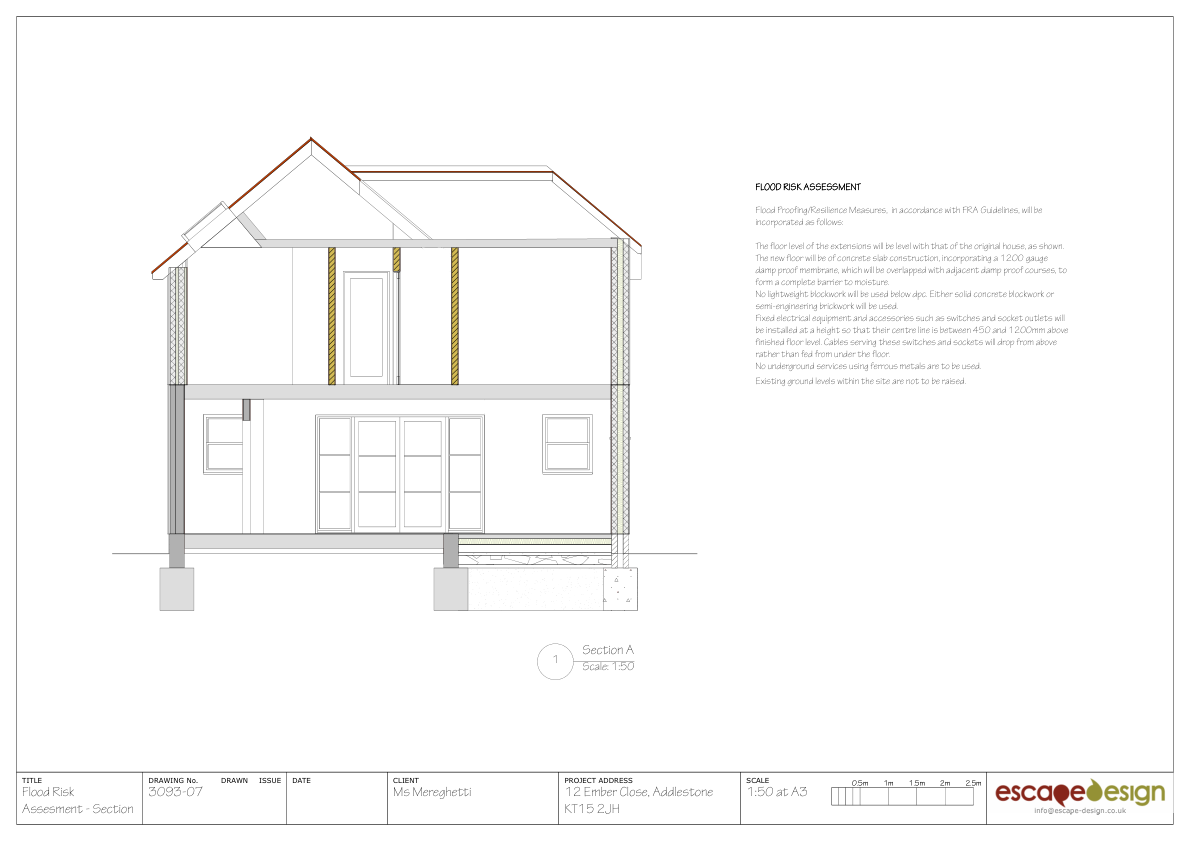 FLOOD RISK ASSESSMENT
Flood Proofing/Resilience Measures, in accordance with FRA Guidelines, will be
incorporated as follows:
The floor level of the extensions will be level with that of the original house, as shown.
The new floor will be of concrete slab construction, incorporating a 1200 gauge
damp proof membrane, which will be overlapped with adjacent damp proof courses, to
form a complete barrier to moisture.
No lightweight blockwork will be used below dpc. Either solid concrete blockwork or
semi-engineering brickwork will be used.
Fixed electrical equipment and accessories such as switches and socket outlets will
be installed at a height so that their centre line is between 450 and 1200mm above
finished floor level. Cables serving these switches and sockets will drop from above
rather than fed from under the floor.
No underground services using ferrous metals are to be used.
Existing ground levels within the site are not to be raised.
1
Section A
Scale: 1:50
TITLE
Flood Risk
Assesment - Section
DRAWING No. DRAWN ISSUE
3093-07
DATE
CLIENT
Ms Mereghetti
PROJECT ADDRESS
12 Ember Close, Addlestone
KT15 2JH
SCALE
1:50 at A3
0.5m 1m 1.5m 2m 2.5m
escapedesign
info@escape-design.co.uk